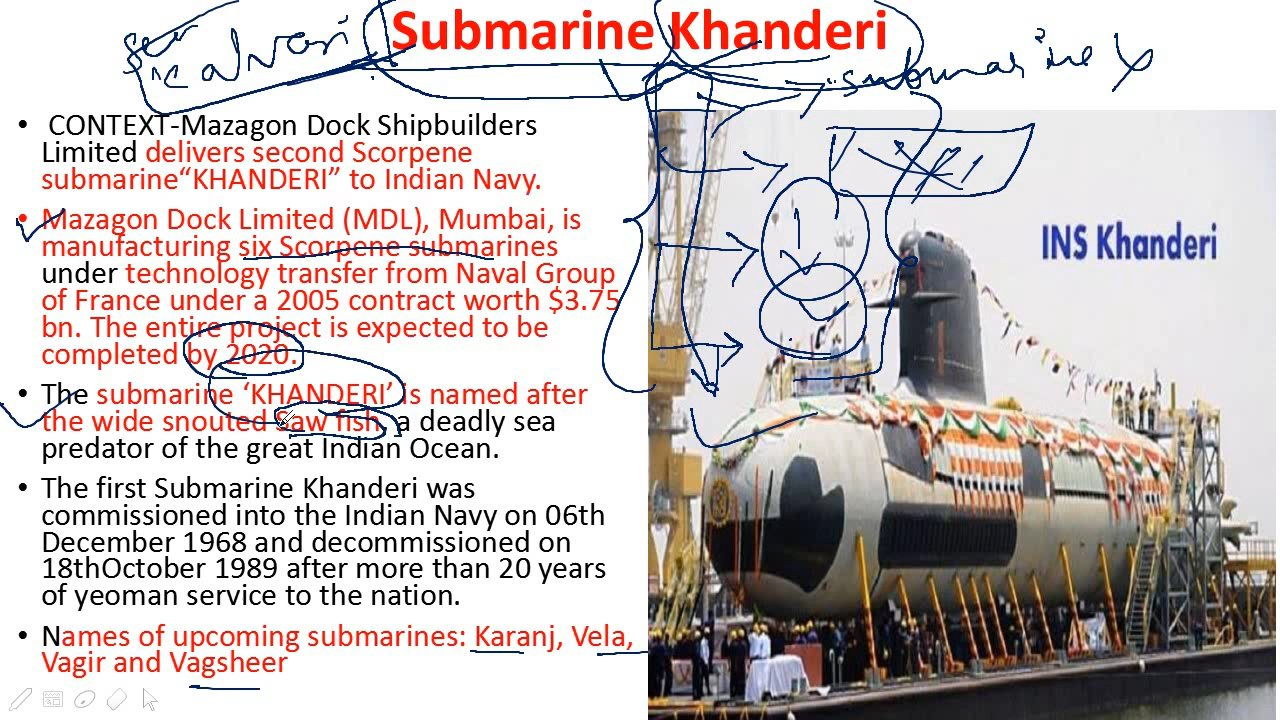 Submarine Khanderi
calvari
submarine
• CONTEXT-Mazagon Dock Shipbuilders
Limited delivers second Scorpene
submarine“KHANDERI” to Indian Navy.
• Mazagon Dock Limited (MDL), Mumbai, is
manufacturing six Scorpene submarines
under technology transfer from Naval Group
of France under a 2005 contract worth $3.75
bn. The entire project is expected to be
completed by 2020.
• The submarine ‘KHANDERI’ is named after
the wide snouted Saw fish, a deadly sea
predator of the great Indian Ocean.
• The first Submarine Khanderi was
commissioned into the Indian Navy on 06th
December 1968 and decommissioned on
18thOctober 1989 after more than 20 years
of yeoman service to the nation.
• Names of upcoming submarines: Karanj, Vela,
Vagir and Vagsheer
INS Khanderi